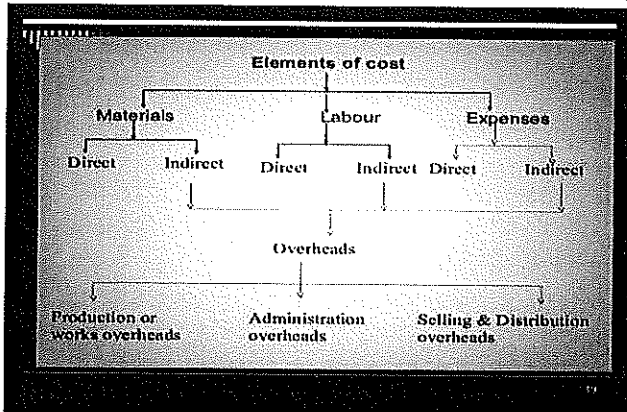 Elements of cost
Materials Labour Expenses
Direct Indirect Direct Indirect Direct Indirect
Overheads
Production or works overheads
Administration overheads
Selling & Distribution overheads
19